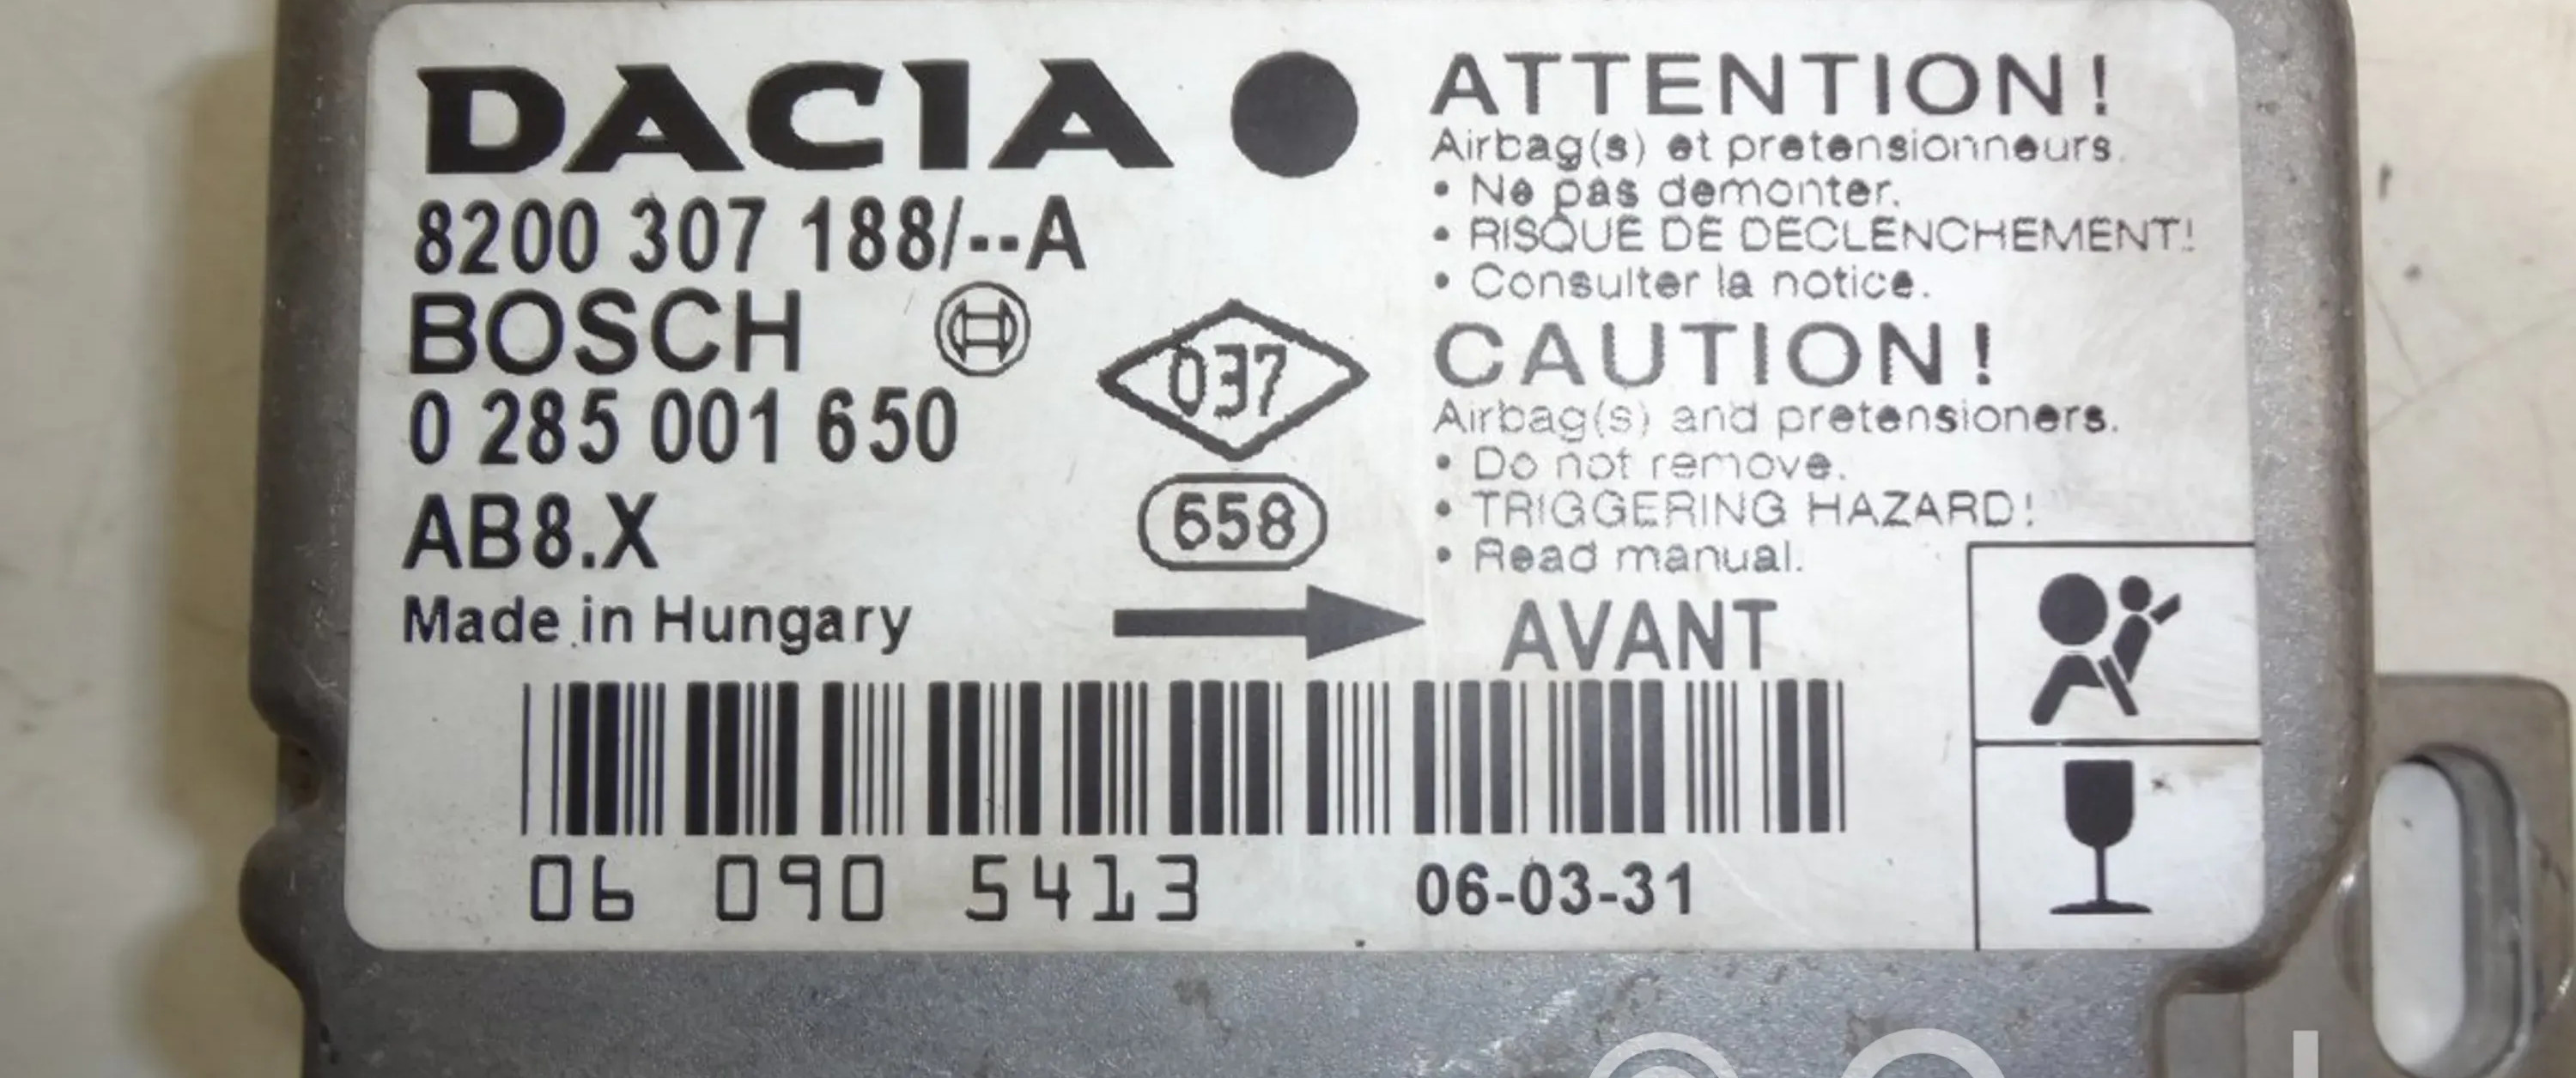 DACIA
8200 307 188/--A
BOSCH
0 285 001 650
AB8.X
Made in Hungary
037
658
ATTENTION!
Airbag(s) et pretensionneurs.
• Ne pas demonter.
• RISQUE DE DECLENCHEMENT!
• Consulter la notice.
CAUTION!
Airbag(s) and pretensioners.
• Do not remove.
• TRIGGERING HAZARD!
• Read manual.
AVANT
06 090 5413
06-03-31